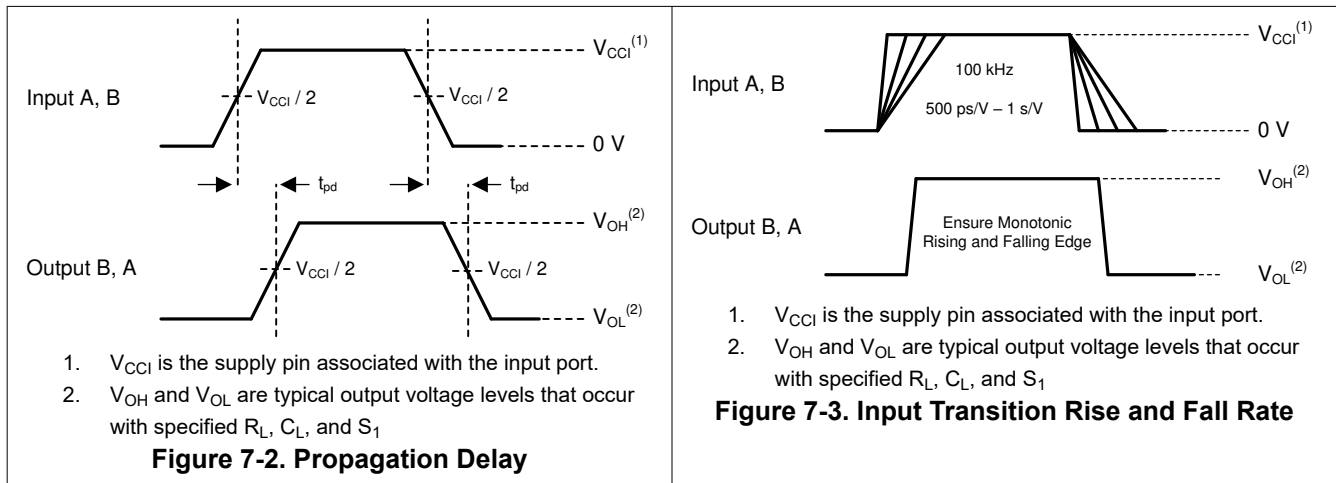 V_CCI^(1)
Input A, B
V_CCI / 2
V_CCI / 2
0 V
t_pd
t_pd
V_OH^(2)
Output B, A
V_CCI / 2
V_CCI / 2
V_OL^(2)
1. V_CCI is the supply pin associated with the input port.
2. V_OH and V_OL are typical output voltage levels that occur
with specified R_L, C_L, and S_1
Figure 7-2. Propagation Delay
V_CCI^(1)
Input A, B
100 kHz
500 ps/V – 1 s/V
0 V
V_OH^(2)
Output B, A
Ensure Monotonic
Rising and Falling Edge
V_OL^(2)
1. V_CCI is the supply pin associated with the input port.
2. V_OH and V_OL are typical output voltage levels that occur
with specified R_L, C_L, and S_1
Figure 7-3. Input Transition Rise and Fall Rate